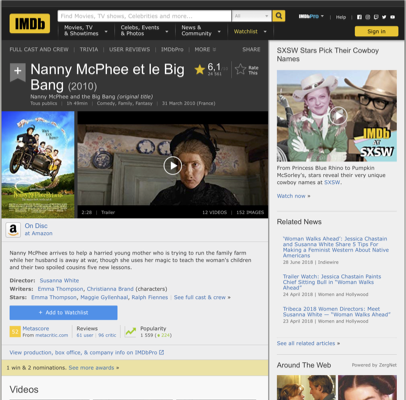 IMDb
Find Movies, TV shows, Celebrities and more...
All
IMDbPro
Help
Movies, TV
& Showtimes
Celebs, Events
& Photos
News &
Community
Watchlist
Sign in
FULL CAST AND CREW | TRIVIA | USER REVIEWS | IMDbPro | MORE
SHARE
Nanny McPhee et le Big
Bang (2010)
Nanny McPhee and the Big Bang (original title)
Tous publics | 1h 49min | Comedy, Family, Fantasy | 31 March 2010 (France)
6,1
Rate
This
2:28 | Trailer
12 VIDEOS | 152 IMAGES
On Disc
at Amazon
Nanny McPhee arrives to help a harried young mother who is trying to run the family farm
while her husband is away at war, though she uses her magic to teach the woman's children
and their two spoiled cousins five new lessons.
Director: Susanna White
Writers: Emma Thompson, Christianna Brand (characters)
Stars: Emma Thompson, Maggie Gyllenhaal, Ralph Fiennes | See full cast & crew »
+ Add to Watchlist
Metascore
From metacritic.com
Reviews
61 user | 96 critic
Popularity
View production, box office, & company info on IMDbPro
1 win & 2 nominations. See more awards »
Videos
SXSW Stars Pick Their Cowboy
Names
IMDb
AT
SXSW
From Princess Blue Rhino to Pumpkin
McSorley's, stars reveal their very
unique cowboy names at SXSW.
Watch now »
Related News
'Woman Walks Ahead': Jessica Chastain
and Susanna White Share 5 Tips For
Making a Feminist Western About Native
Americans
28 June 2018 | Indiewire
Trailer Watch: Jessica Chastain Paints
Chief Sitting Bull in "Woman Walks
Ahead"
24 April 2018 | Women and Hollywood
Tribeca 2018 Women Directors: Meet
Susanna White — "Woman Walks Ahead"
23 April 2018 | Women and Hollywood
See all related articles »
Around The Web
Powered by ZergNet